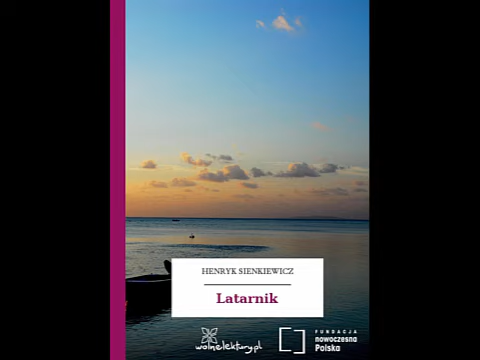 HENRYK SIENKIEWICZ
Latarnik
wolnelektury.pl
FUNDACJA
nowoczesna
Polska